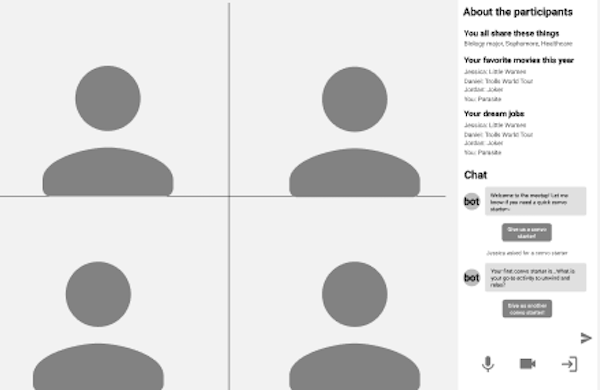 About the participants
You all share these things
Biology major, Sophomore, Healthcare
Your favorite movies this year
Jessica: Little Women
Daniel: Trolls World Tour
Jordan: Joker
You: Parasite
Your dream jobs
Jessica: Little Women
Daniel: Trolls World Tour
Jordan: Joker
You: Parasite
Chat
bot
Welcome to the meetup! Let me
know if you need a quick convo
starter~
Give us a convo
starter!
Jessica asked for a convo starter
bot
Your first convo starter is...What is
your go-to activity to unwind and
relax?
Give us another
convo starter!